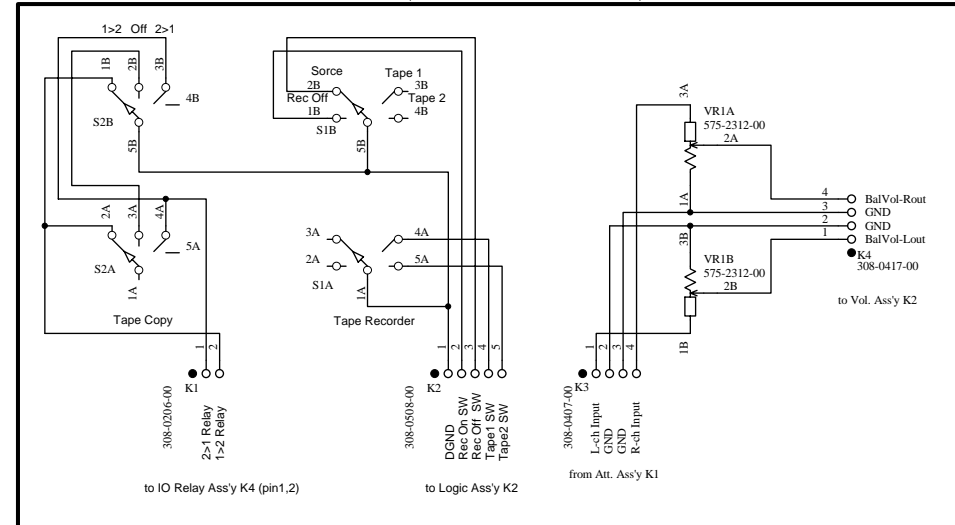 1>2 Off 2>1
1B
2B
3B
4B
S2B
5B
2A
3A
4A
5A
S2A
1A
Tape Copy
1
2
K1
308-0206-00
2>1 Relay
1>2 Relay
to IO Relay Ass'y K4 (pin1,2)
Sorce
Tape 1
2B
3B
Rec Off
Tape 2
1B
4B
S1B
5B
3A
4A
2A
5A
S1A
1A
Tape Recorder
1
2
3
4
5
K2
308-0508-00
DGND
Rec On SW
Rec Off SW
Tape1 SW
Tape2 SW
to Logic Ass'y K2
3A
VR1A
575-2312-00
2A
1A
4 BalVol-Rout
3 GND
2 GND
1 BalVol-Lout
K4
308-0417-00
to Vol. Ass'y K2
3B
VR1B
575-2312-00
2B
1B
1
2
3
4
K3
308-0407-00
L-ch Input
GND
GND
R-ch Input
from Att. Ass'y K1